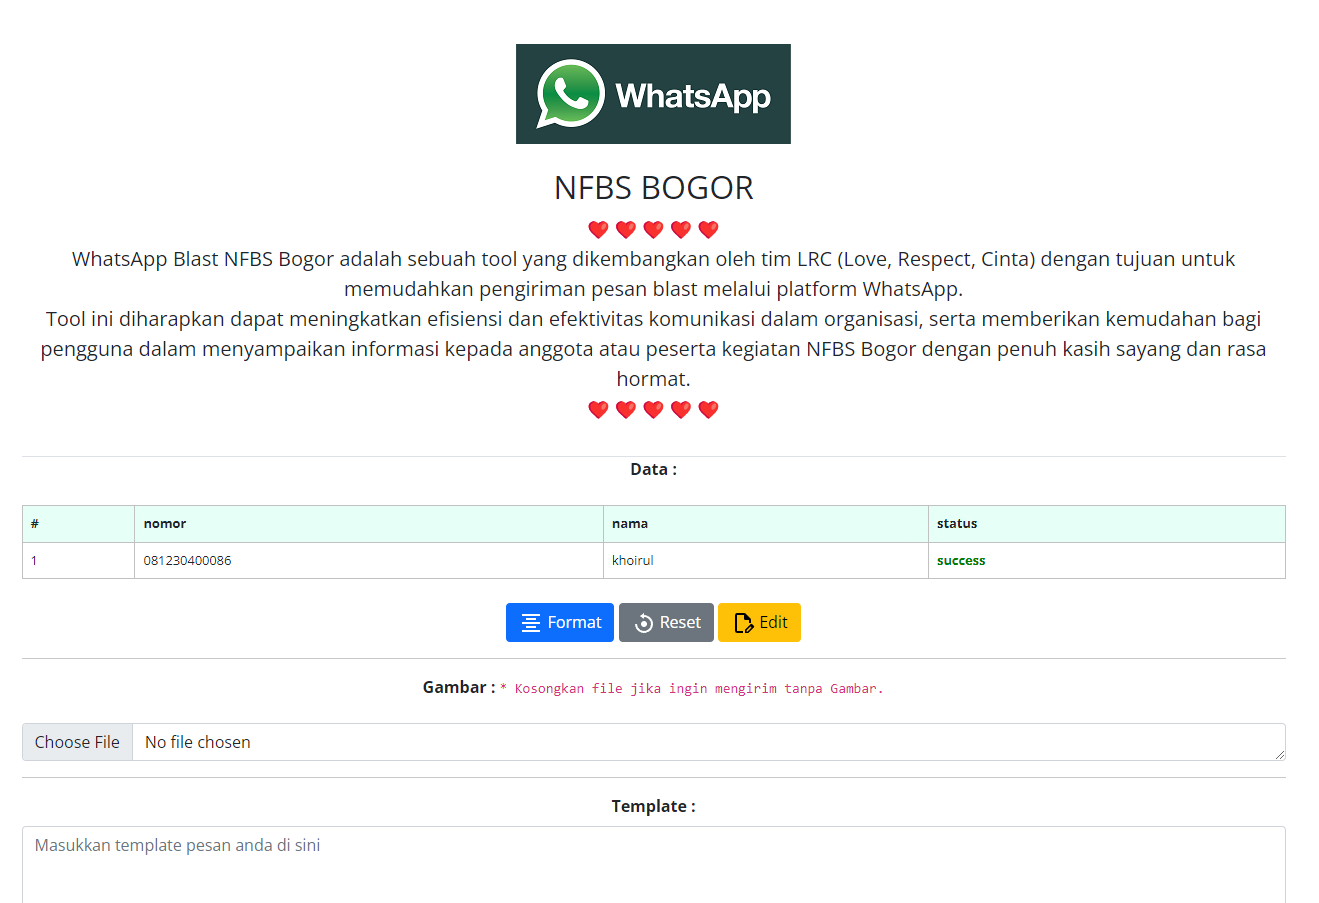 WhatsApp
NFBS BOGOR
❤️ ❤️ ❤️ ❤️ ❤️
WhatsApp Blast NFBS Bogor adalah sebuah tool yang dikembangkan oleh tim LRC (Love, Respect, Cinta) dengan tujuan untuk
memudahkan pengiriman pesan blast melalui platform WhatsApp.
Tool ini diharapkan dapat meningkatkan efisiensi dan efektivitas komunikasi dalam organisasi, serta memberikan kemudahan bagi
pengguna dalam menyampaikan informasi kepada anggota atau peserta kegiatan NFBS Bogor dengan penuh kasih sayang dan rasa
hormat.
❤️ ❤️ ❤️ ❤️ ❤️
Data :
# nomor nama status
1 081230400086 khoirul success
Format Reset Edit
Gambar : * Kosongkan file jika ingin mengirim tanpa Gambar.
Choose File No file chosen
Template :
Masukkan template pesan anda di sini